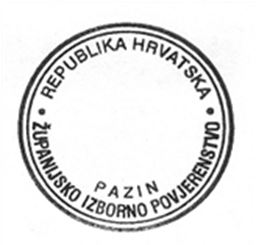 REPUBLIKA HRVATSKA
ŽUPANIJSKO IZBORNO POVJERENSTVO
PAZIN